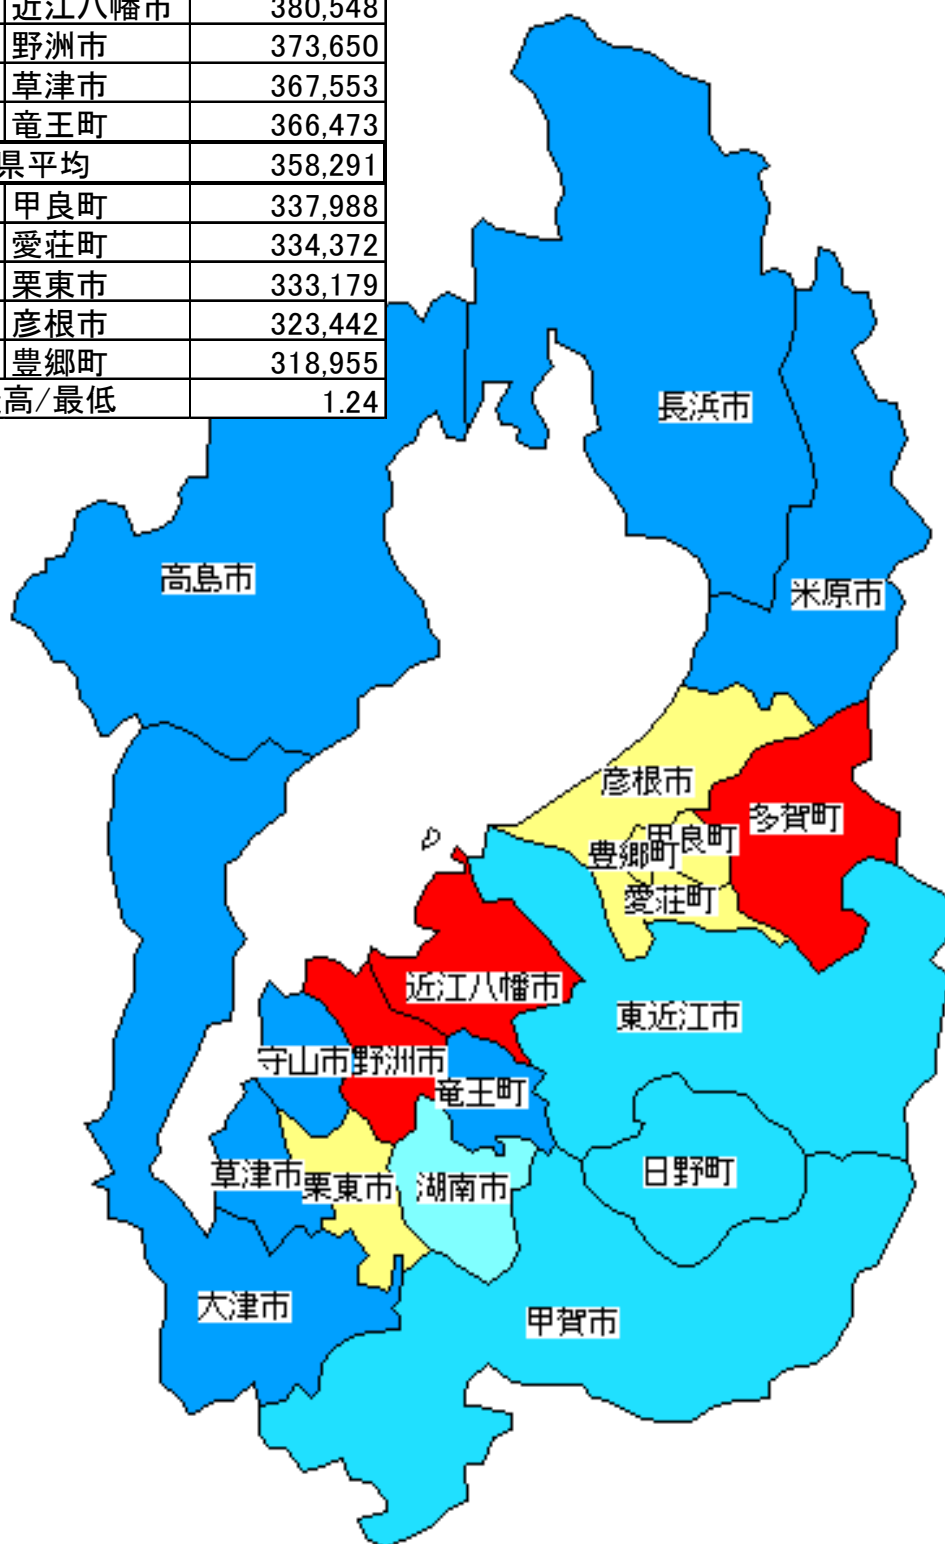 近江八幡市 380,548
野洲市 373,650
草津市 367,553
竜王町 366,473
県平均 358,291
甲良町 337,988
愛荘町 334,372
栗東市 333,179
彦根市 323,442
豊郷町 318,955
高/最低 1.24
長浜市
高島市
米原市
彦根市
多賀町
甲良町
豊郷町
愛荘町
近江八幡市
東近江市
守山市
野洲市
竜王町
日野町
草津市
栗東市
湖南市
大津市
甲賀市